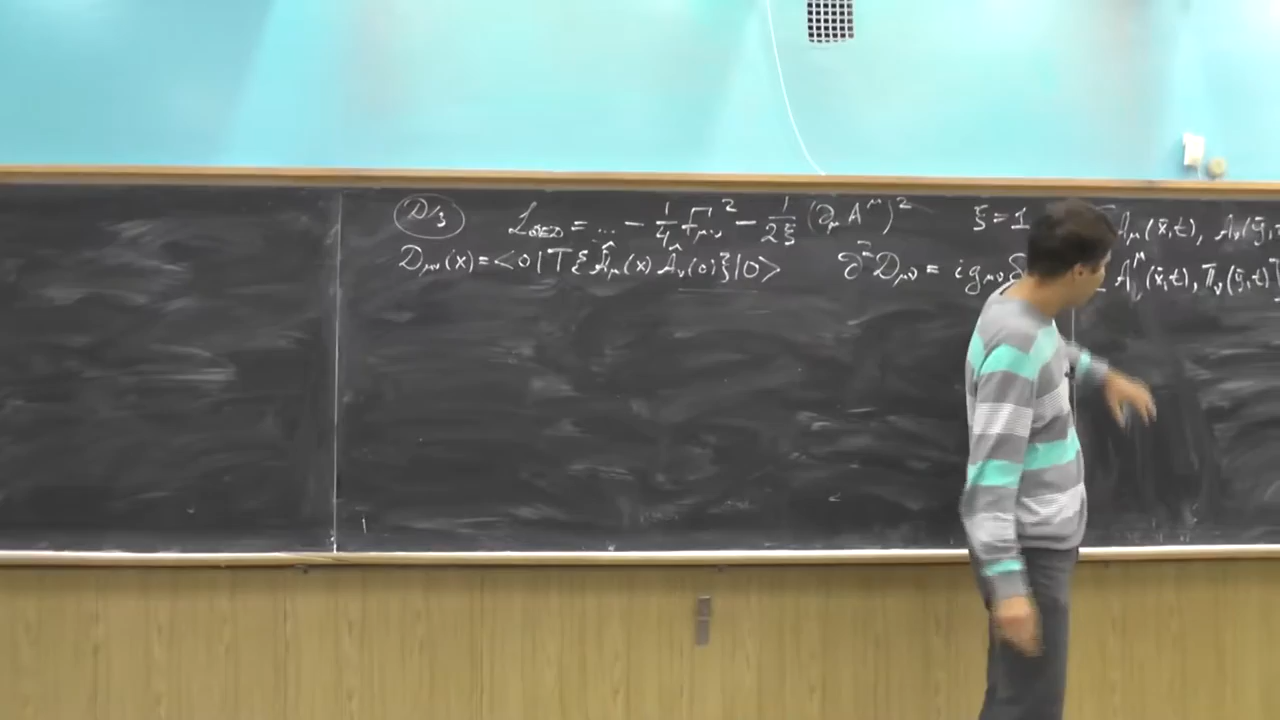 Д/з L_QED = ... - 1/4 F_μν² - 1/2ξ (∂_μ A^μ)² ξ=1 A_μ(x̄,t), A_ν(ȳ,
D_μν(x) = <0|T{Â_μ(x) Â_ν(0)}|0> ∂² D_μν = i g_μν δ A^μ(x̄,t), π_ν(ȳ,t)]